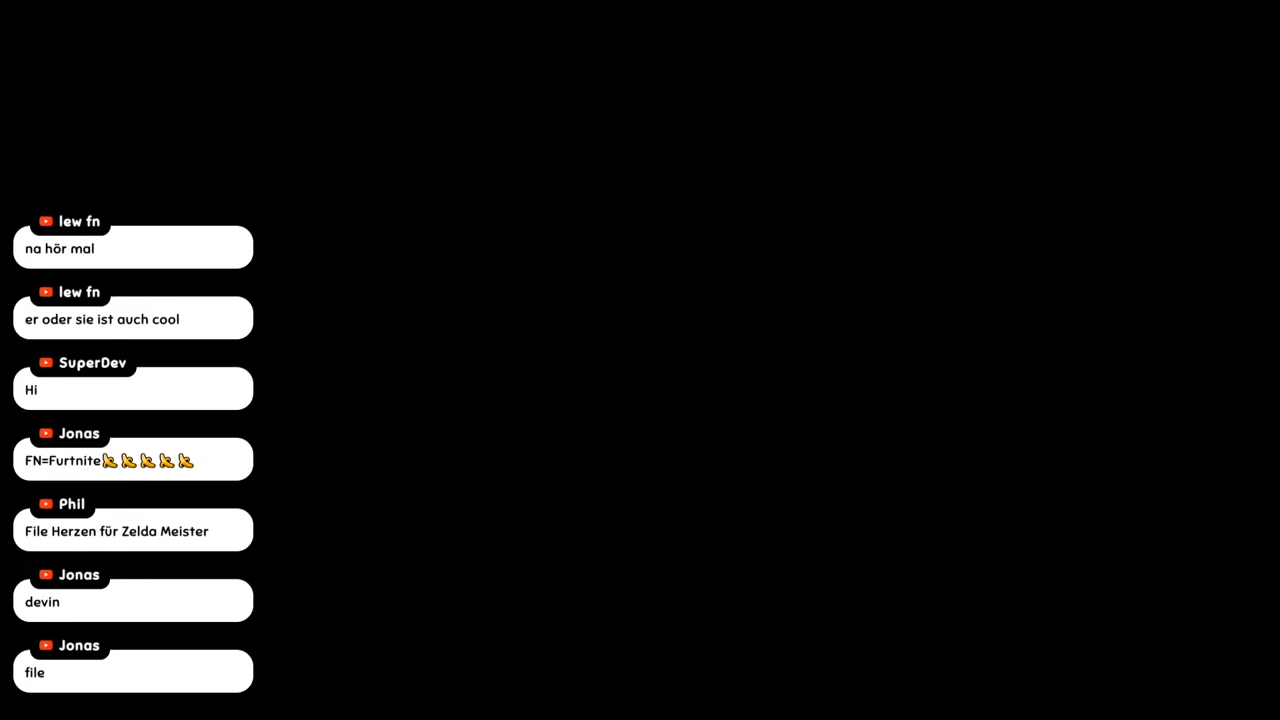 lew fn
na hör mal
lew fn
er oder sie ist auch cool
SuperDev
Hi
Jonas
FN=Furtnite
Phil
File Herzen für Zelda Meister
Jonas
devin
Jonas
file